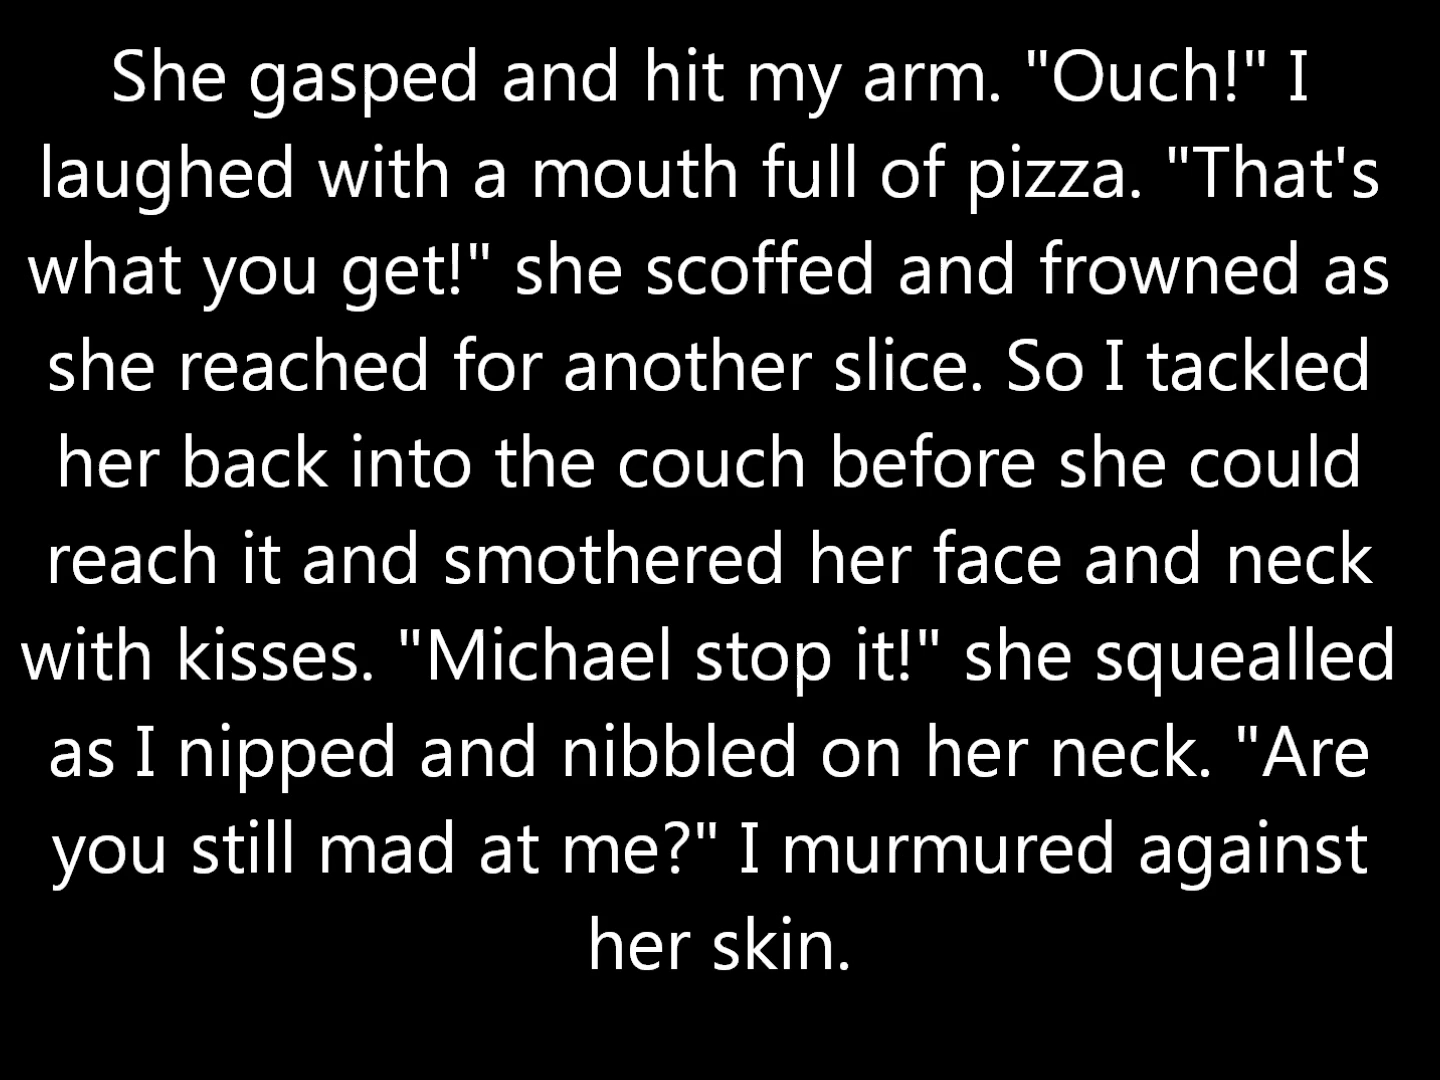 She gasped and hit my arm. "Ouch!" I
laughed with a mouth full of pizza. "That's
what you get!" she scoffed and frowned as
she reached for another slice. So I tackled
her back into the couch before she could
reach it and smothered her face and neck
with kisses. "Michael stop it!" she squealled
as I nipped and nibbled on her neck. "Are
you still mad at me?" I murmured against
her skin.